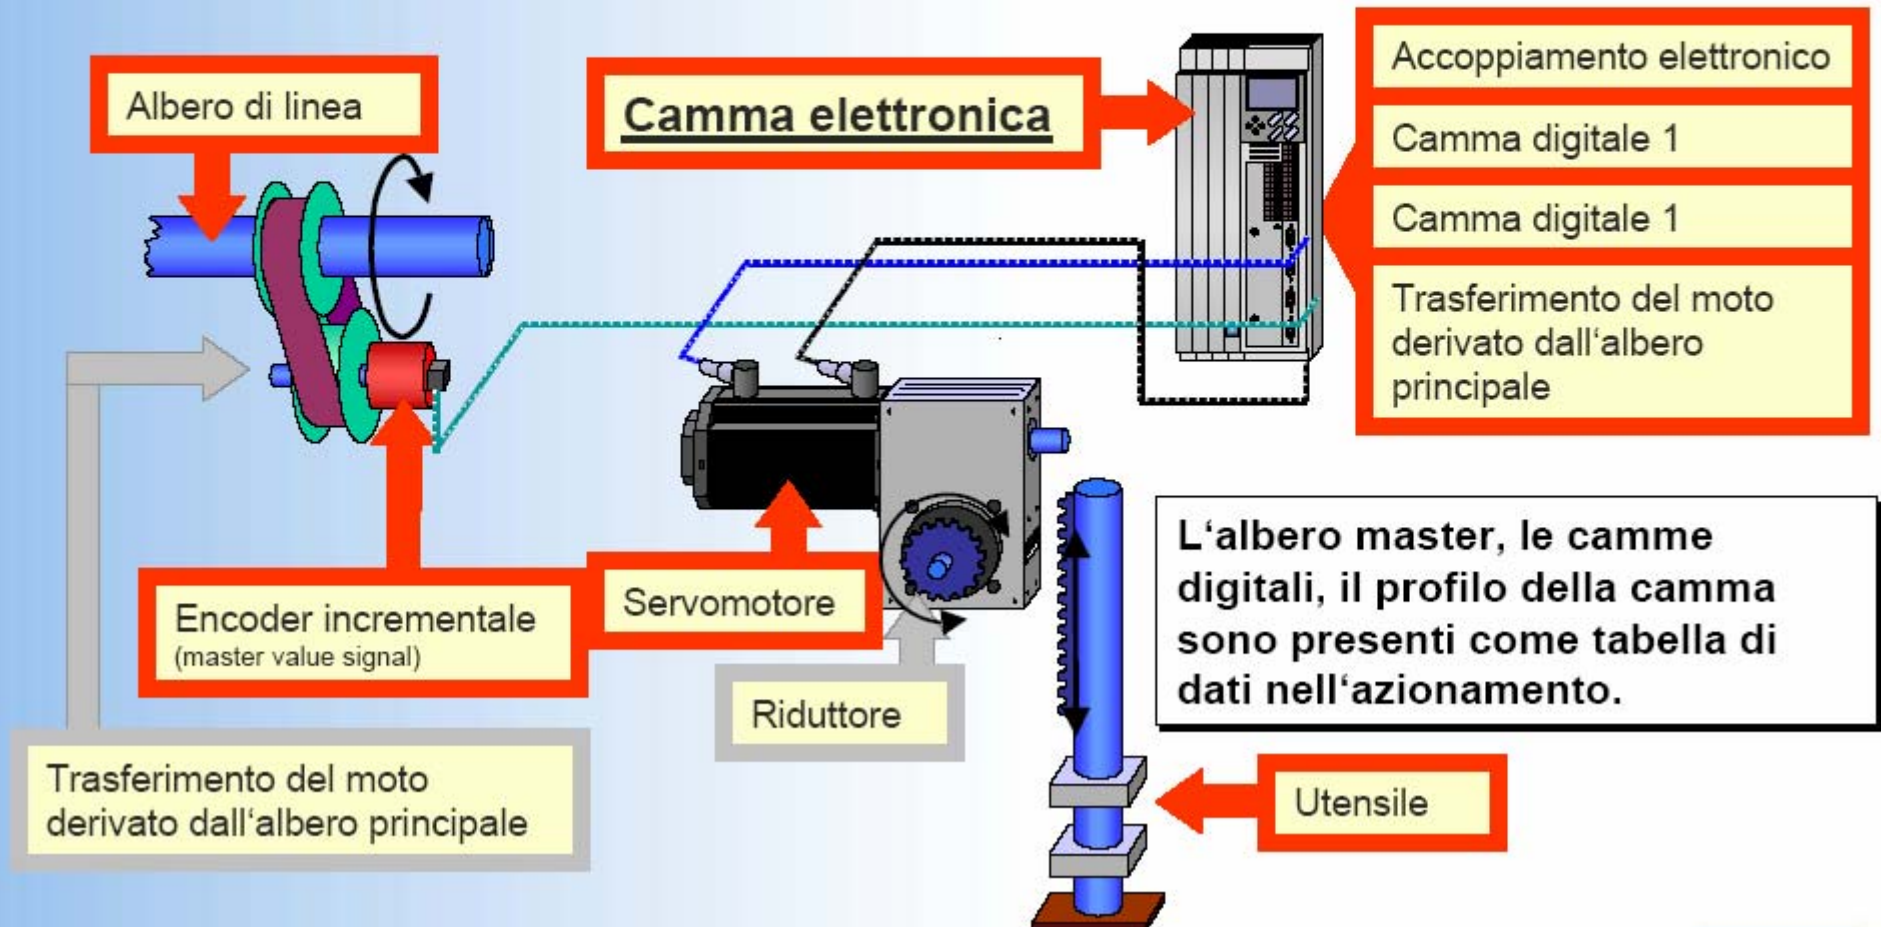 Albero di linea
Camma elettronica
Accoppiamento elettronico
Camma digitale 1
Camma digitale 1
Trasferimento del moto
derivato dall‘albero
principale
Encoder incrementale
(master value signal)
Servomotore
Riduttore
Trasferimento del moto
derivato dall‘albero principale
L‘albero master, le camme
digitali, il profilo della camma
sono presenti come tabella di
dati nell‘azionamento.
Utensile